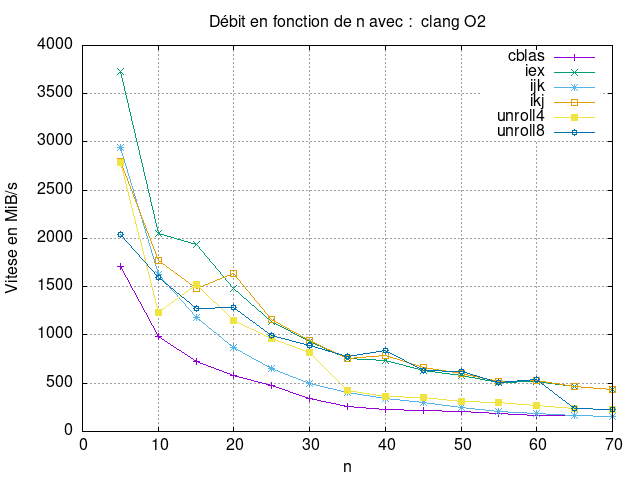 Débit en fonction de n avec : clang O2
4000
3500
3000
2500
2000
1500
1000
500
0
Vitese en MiB/s
cblas
iex
ijk
ikj
unroll4
unroll8
0 10 20 30 40 50 60 70
n